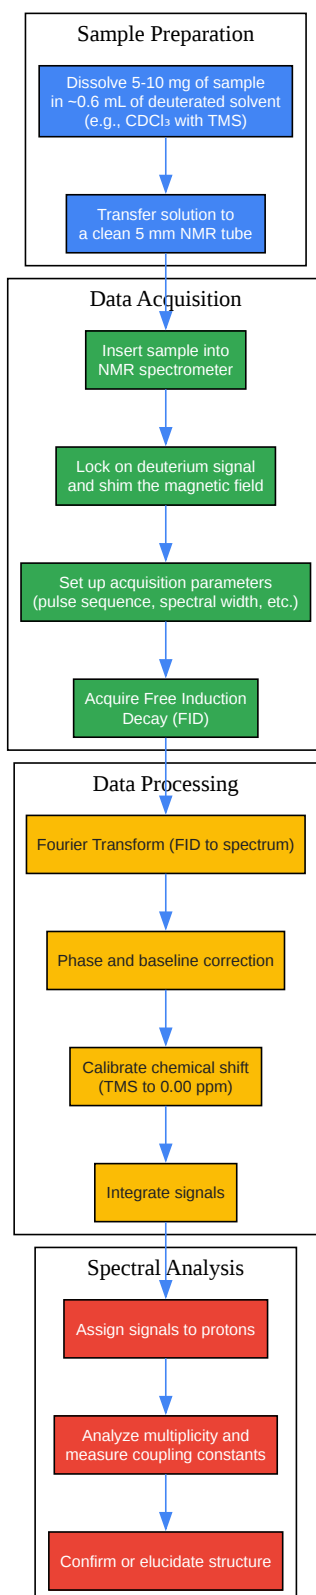 Sample Preparation
Dissolve 5-10 mg of sample
in ~0.6 mL of deuterated solvent
(e.g., CDCl₃ with TMS)
Transfer solution to
a clean 5 mm NMR tube
Data Acquisition
Insert sample into
NMR spectrometer
Lock on deuterium signal
and shim the magnetic field
Set up acquisition parameters
(pulse sequence, spectral width, etc.)
Acquire Free Induction
Decay (FID)
Data Processing
Fourier Transform (FID to spectrum)
Phase and baseline correction
Calibrate chemical shift
(TMS to 0.00 ppm)
Integrate signals
Spectral Analysis
Assign signals to protons
Analyze multiplicity and
measure coupling constants
Confirm or elucidate structure